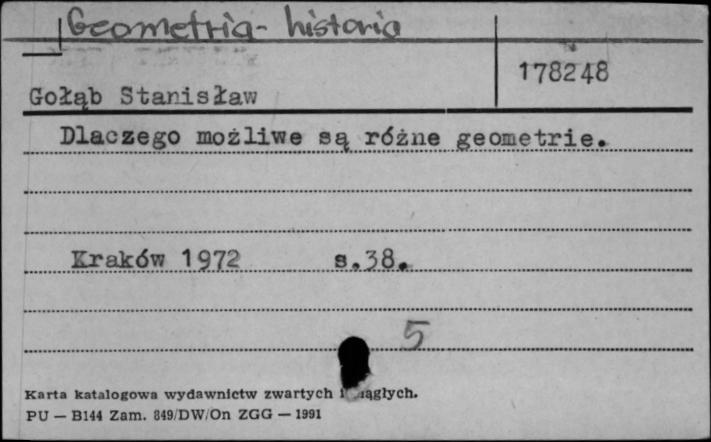 Geometria - historia
178248
Gołąb Stanisław
Dlaczego możliwe są różne geometrie.
Kraków 1972 s.38.
5
Karta katalogowa wydawnictw zwartych
PU — B144 Zam. 849/DW/On ZGG — 1991